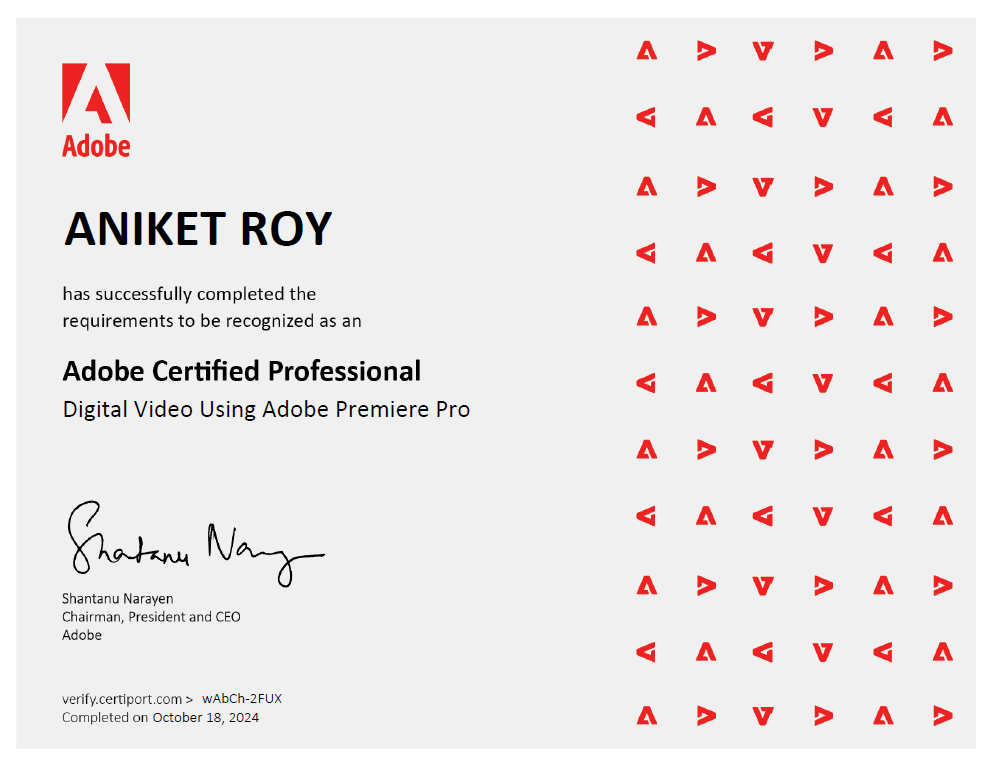 Adobe
ANIKET ROY
has successfully completed the
requirements to be recognized as an
Adobe Certified Professional
Digital Video Using Adobe Premiere Pro
Shantanu Narayen
Shantanu Narayen
Chairman, President and CEO
Adobe
verify.certiport.com > wAbCh-2FUX
Completed on October 18, 2024